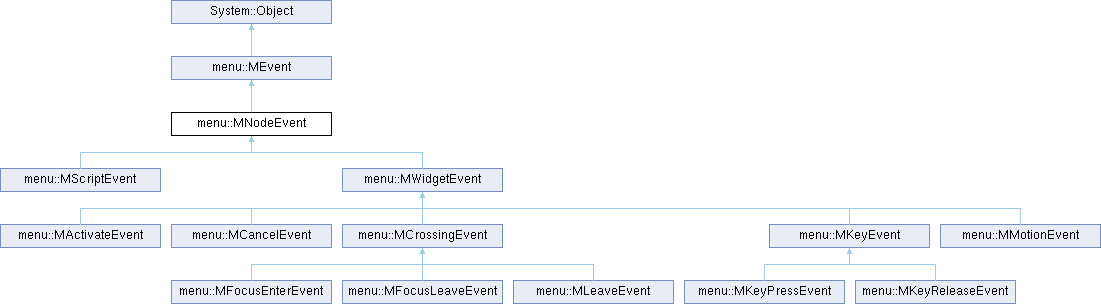 System::Object
menu::MEvent
menu::MNodeEvent
menu::MScriptEvent
menu::MWidgetEvent
menu::MActivateEvent
menu::MCancelEvent
menu::MCrossingEvent
menu::MKeyEvent
menu::MMotionEvent
menu::MFocusEnterEvent
menu::MFocusLeaveEvent
menu::MLeaveEvent
menu::MKeyPressEvent
menu::MKeyReleaseEvent